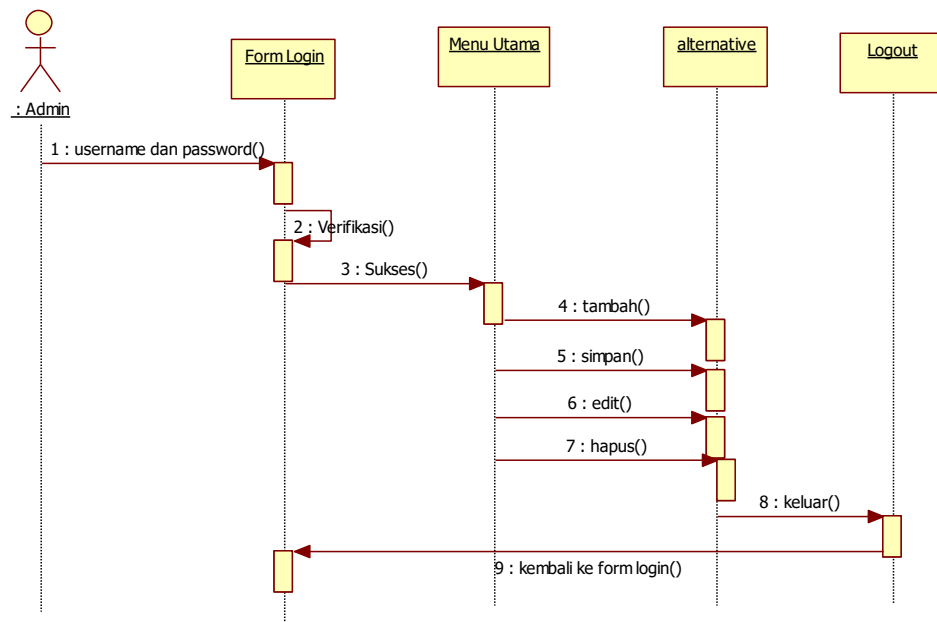 : Admin
Form Login
Menu Utama
alternative
Logout
1 : username dan password()
2 : Verifikasi()
3 : Sukses()
4 : tambah()
5 : simpan()
6 : edit()
7 : hapus()
8 : keluar()
9 : kembali ke form login()